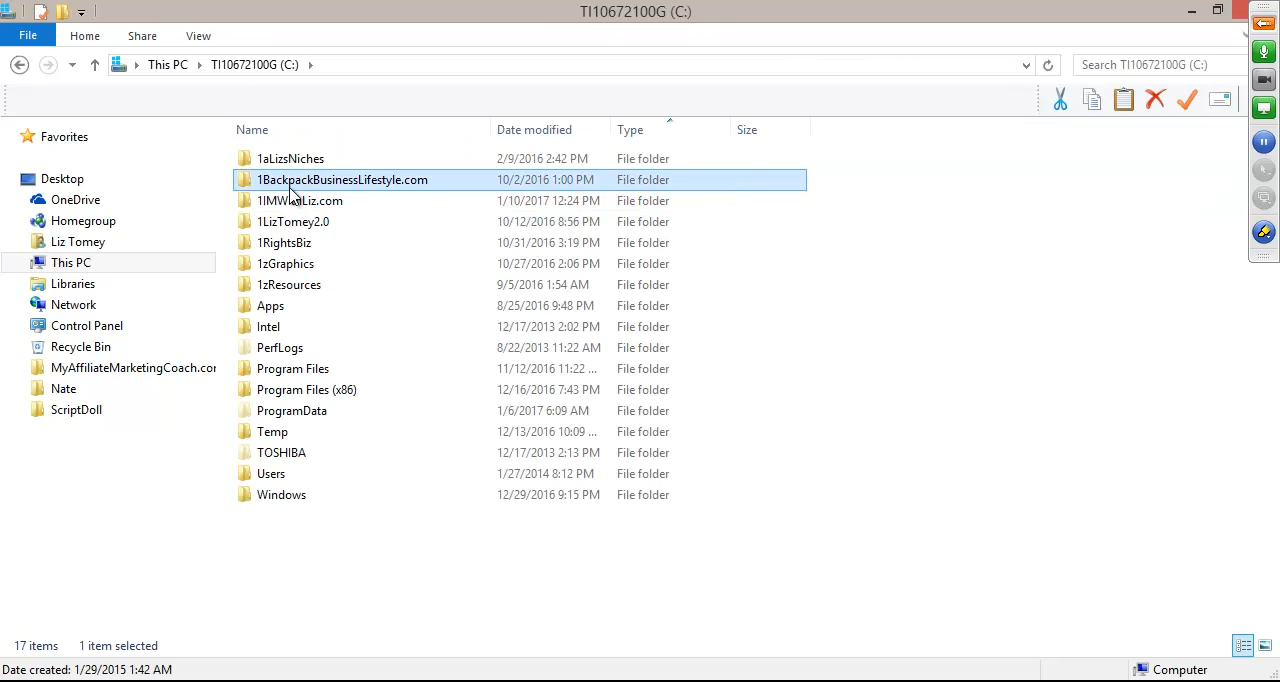 TI10672100G (C:)
File Home Share View
This PC TI10672100G (C:) Search TI10672100G (C:)
Name Date modified Type Size
Favorites
Desktop
OneDrive
Homegroup
Liz Tomey
This PC
Libraries
Network
Control Panel
Recycle Bin
MyAffiliateMarketingCoach.cor
Nate
ScriptDoll
1aLizsNiches 2/9/2016 2:42 PM File folder
1BackpackBusinessLifestyle.com 10/2/2016 1:00 PM File folder
Liz.com 1/10/2017 12:24 PM File folder
1LizTomey2.0 10/12/2016 8:56 PM File folder
1RightsBiz 10/31/2016 3:19 PM File folder
1zGraphics 10/27/2016 2:06 PM File folder
1zResources 9/5/2016 1:54 AM File folder
Apps 8/25/2016 9:48 PM File folder
Intel 12/17/2013 2:02 PM File folder
PerfLogs 8/22/2013 11:22 AM File folder
Program Files 11/12/2016 11:22 ... File folder
Program Files (x86) 12/16/2016 7:43 PM File folder
ProgramData 1/6/2017 6:09 AM File folder
Temp 12/13/2016 10:09 ... File folder
TOSHIBA 12/17/2013 2:13 PM File folder
Users 1/27/2014 8:12 PM File folder
Windows 12/29/2016 9:15 PM File folder
17 items 1 item selected
Date created: 1/29/2015 1:42 AM Computer